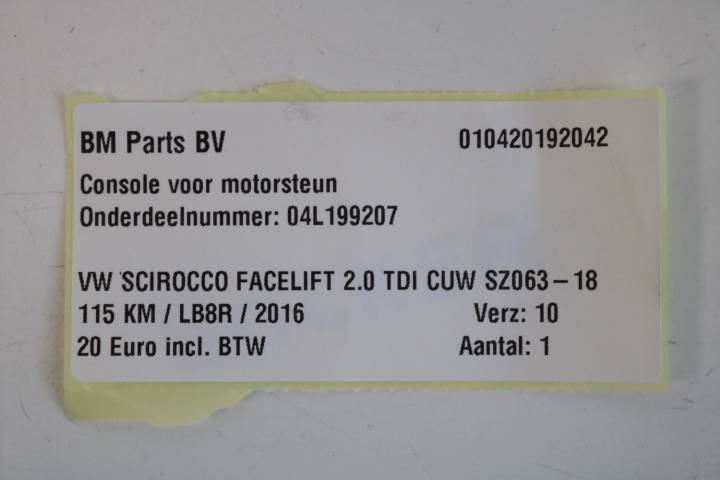 BM Parts BV 010420192042
Console voor motorsteun
Onderdeelnummer: 04L199207
VW SCIROCCO FACELIFT 2.0 TDI CUW SZ063-18
115 KM / LB8R / 2016 Verz: 10
20 Euro incl. BTW Aantal: 1